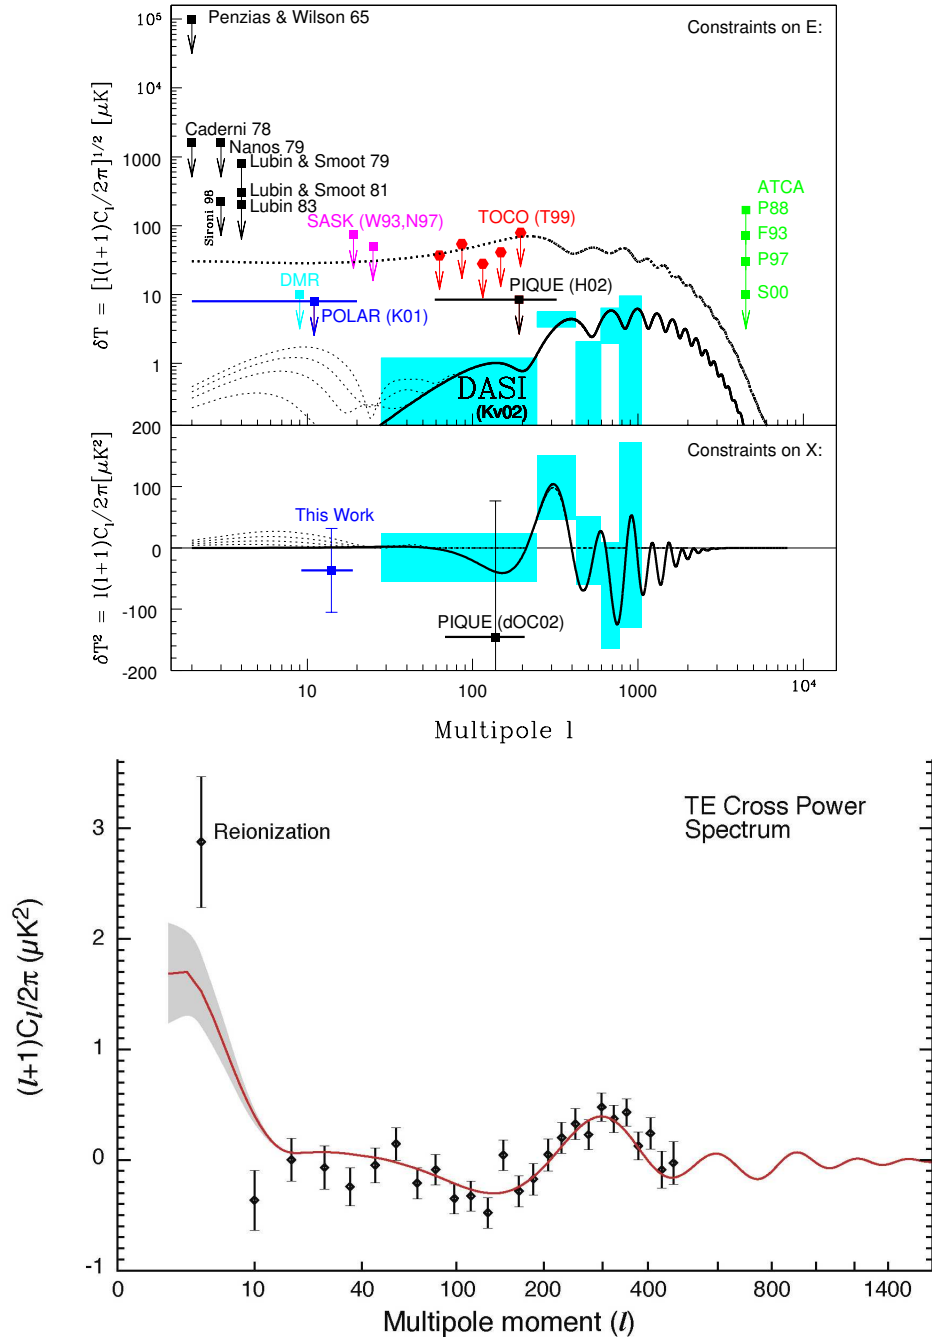 Constraints on E:
10⁵
10⁴
1000
100
10
1
δT = [l(l+1)C_l/2π]^{1/2} [μK]
Penzias & Wilson 65
Caderni 78
Nanos 79
Lubin & Smoot 79
Lubin & Smoot 81
Lubin 83
Sironi 98
SASK (W93,N97)
TOCO (T99)
ATCA
P88
F93
P97
S00
DMR
POLAR (K01)
PIQUE (H02)
DASI
(Kv02)
Constraints on X:
200
100
0
-100
-200
δT² = l(l+1)C_l/2π[μK²]
This Work
PIQUE (dOC02)
10
100
1000
10⁴
Multipole l
TE Cross Power
Spectrum
Reionization
3
2
1
0
-1
(l+1)C_l/2π (μK²)
0
10
40
100
200
400
800
1400
Multipole moment (l)